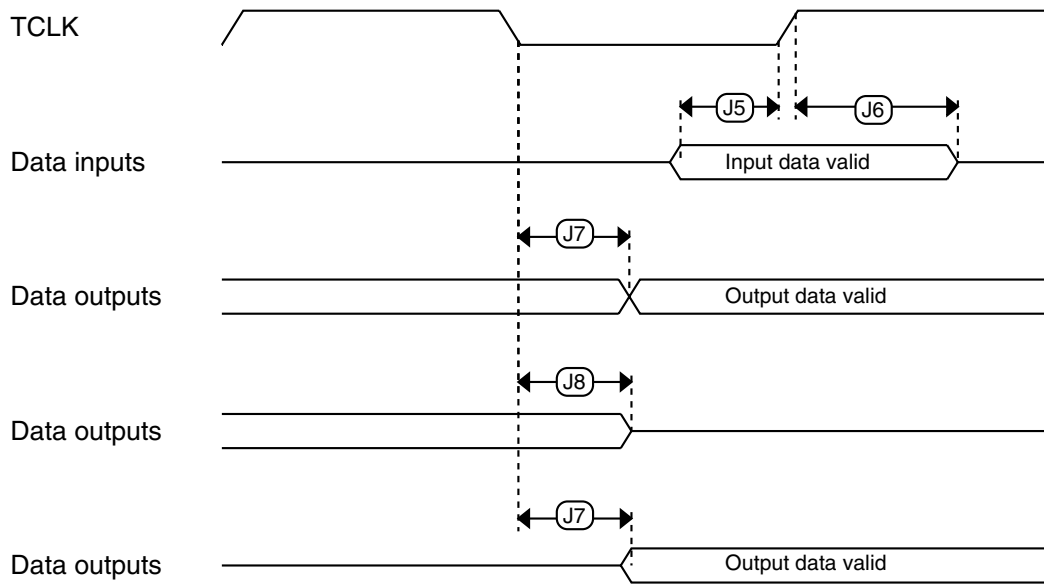 TCLK
J5
J6
Data inputs
Input data valid
J7
Data outputs
Output data valid
J8
Data outputs
J7
Data outputs
Output data valid